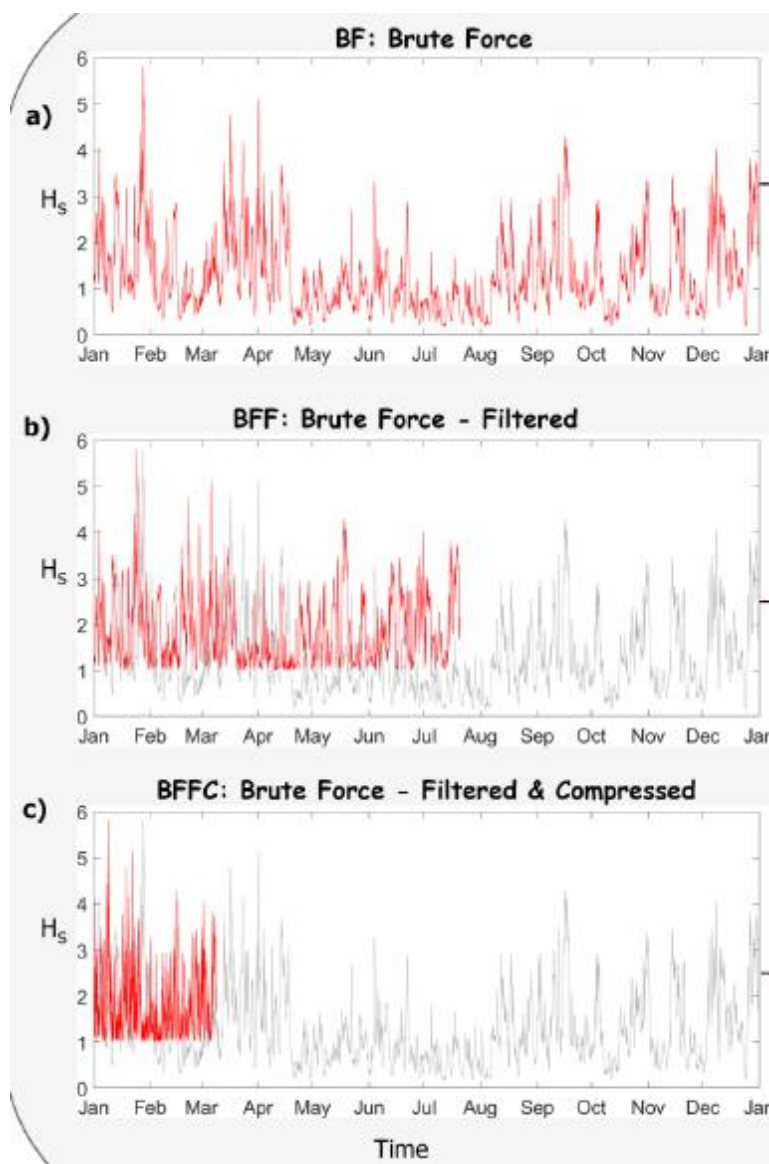 BF: Brute Force
a)
6
5
4
3
2
1
0
H_s
Jan Feb Mar Apr May Jun Jul Aug Sep Oct Nov Dec Jan
BFF: Brute Force - Filtered
b)
6
5
4
3
2
1
0
H_s
Jan Feb Mar Apr May Jun Jul Aug Sep Oct Nov Dec Jan
BFFC: Brute Force - Filtered & Compressed
c)
6
5
4
3
2
1
0
H_s
Jan Feb Mar Apr May Jun Jul Aug Sep Oct Nov Dec Jan
Time